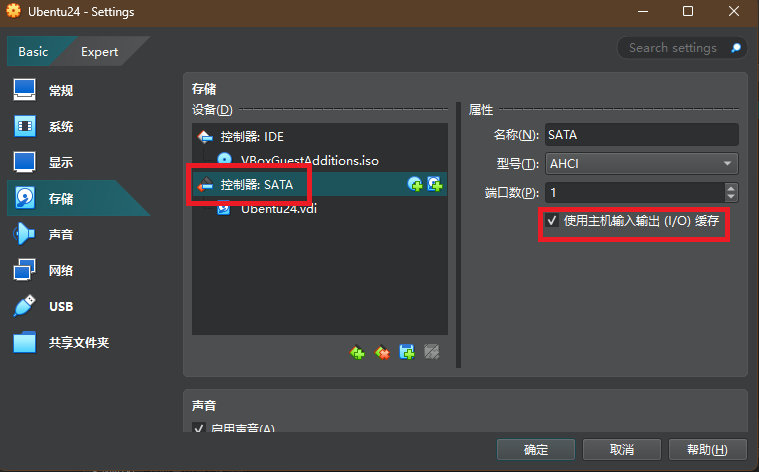 Ubentu24 - Settings
Basic
Expert
Search settings
常规
系统
显示
存储
声音
网络
USB
共享文件夹
存储
设备(D)
控制器: IDE
VBoxGuestAdditions.iso
控制器: SATA
Ubentu24.vdi
属性
名称(N): SATA
型号(T): AHCI
端口数(P): 1
使用主机输入输出 (I/O) 缓存
声音
启用声音(A)
确定
取消
帮助(H)